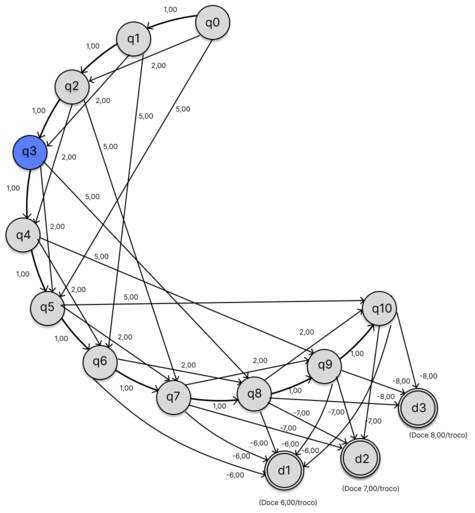 1,00
q0
q1
1,00
2,00
q2
1,00
2,00
5,00
5,00
q3
2,00
1,00
5,00
q4
2,00
5,00
1,00
2,00
5,00
q5
q10
1,00
2,00
2,00
q6
2,00
2,00
1,00
q9
1,00
q7
1,00
q8
1,00
-8,00
-8,00
-8,00
d3
-7,00
-7,00
-7,00
-7,00
(Doce 8,00/troco)
-6,00
-6,00
-6,00
-6,00
-6,00
d1
d2
(Doce 7,00/troco)
(Doce 6,00/troco)